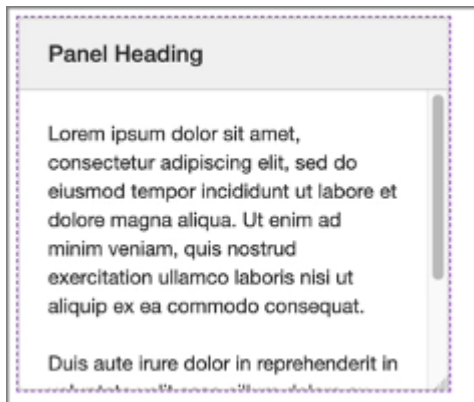 Panel Heading
Lorem ipsum dolor sit amet,
consectetur adipiscing elit, sed do
eiusmod tempor incididunt ut labore et
dolore magna aliqua. Ut enim ad
minim veniam, quis nostrud
exercitation ullamco laboris nisi ut
aliquip ex ea commodo consequat.
Duis aute irure dolor in reprehenderit in